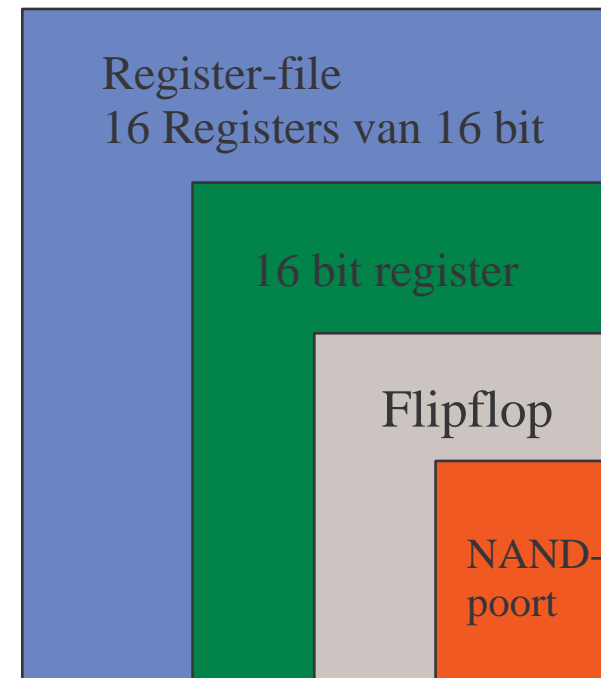 Register-file
16 Registers van 16 bit
16 bit register
Flipflop
NAND-
poort